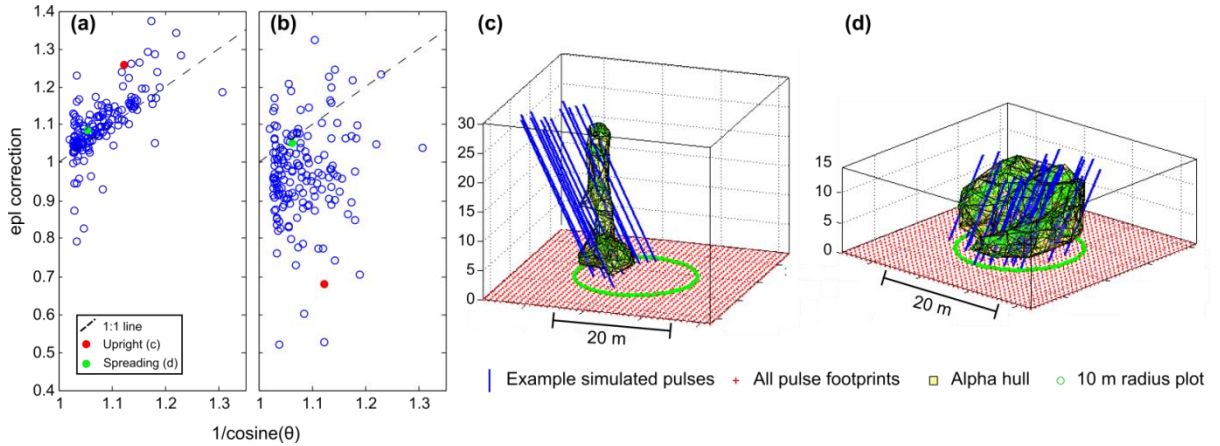 (a)
(b)
(c)
(d)
epl correction
1.4
1.3
1.2
1.1
1
0.9
0.8
0.7
0.6
0.5
0.4
1:1 line
Upright (c)
Spreading (d)
1 1.1 1.2 1.3
1 1.1 1.2 1.3
1/cosine(θ)
30
25
20
15
10
5
0
20 m
15
10
5
0
20 m
Example simulated pulses
All pulse footprints
Alpha hull
10 m radius plot